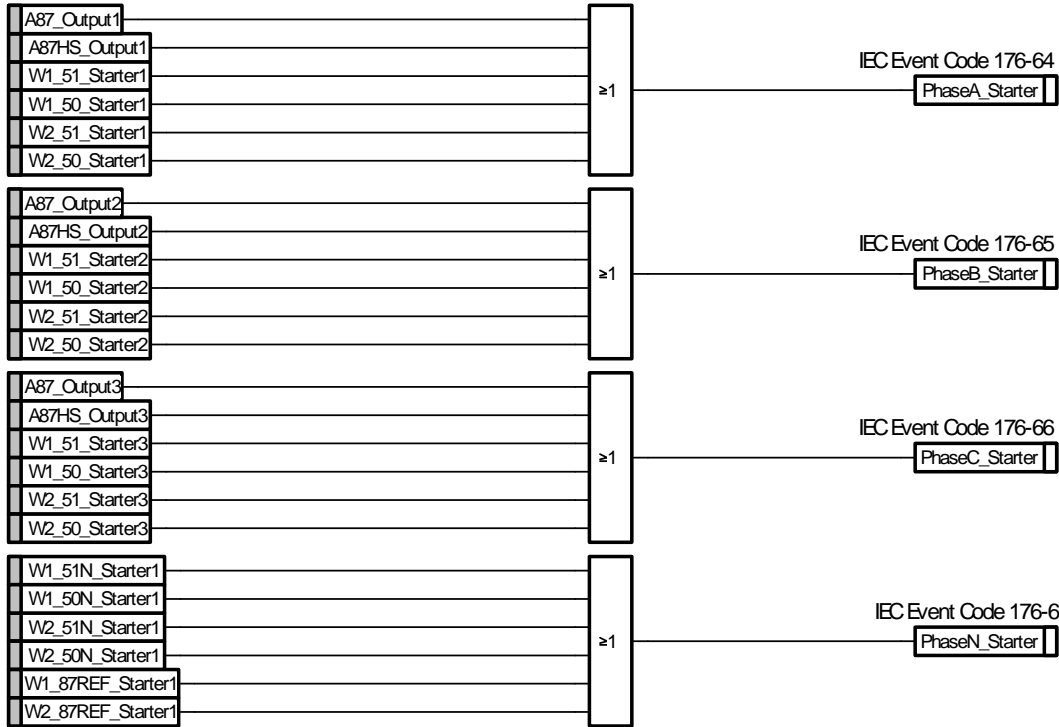 A87_Output1
A87HS_Output1
W1_51_Starter1
W1_50_Starter1
W2_51_Starter1
W2_50_Starter1
≥1
IEC Event Code 176-64
PhaseA_Starter
A87_Output2
A87HS_Output2
W1_51_Starter2
W1_50_Starter2
W2_51_Starter2
W2_50_Starter2
≥1
IEC Event Code 176-65
PhaseB_Starter
A87_Output3
A87HS_Output3
W1_51_Starter3
W1_50_Starter3
W2_51_Starter3
W2_50_Starter3
≥1
IEC Event Code 176-66
PhaseC_Starter
W1_51N_Starter1
W1_50N_Starter1
W2_51N_Starter1
W2_50N_Starter1
W1_87REF_Starter1
W2_87REF_Starter1
≥1
IEC Event Code 176-6
PhaseN_Starter